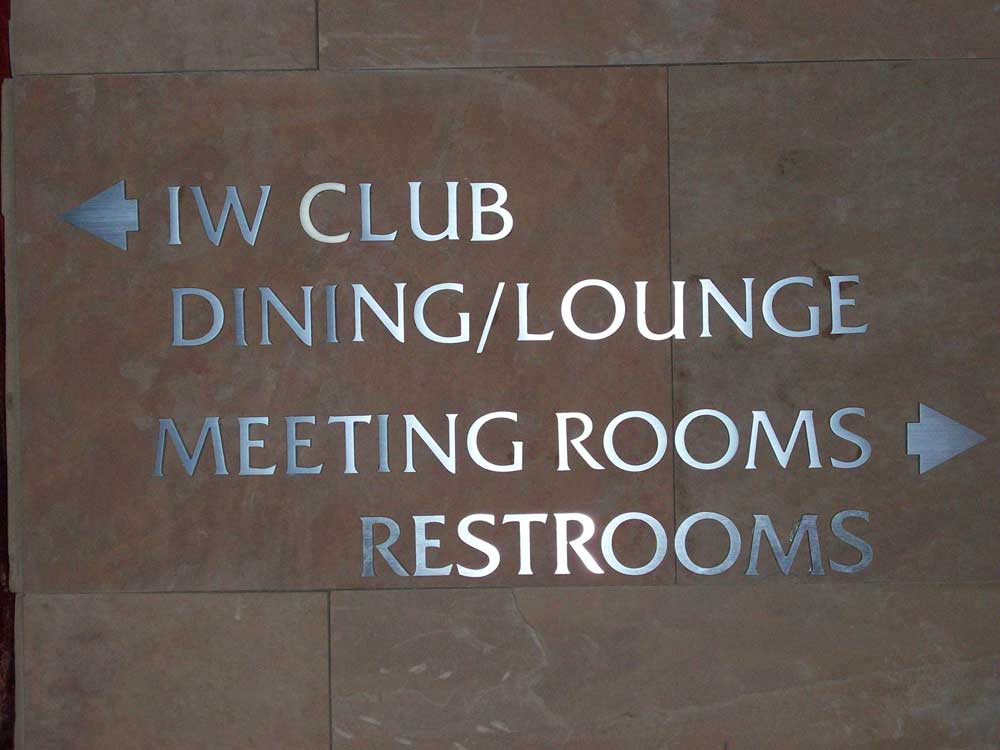 IW CLUB
DINING/LOUNGE
MEETING ROOMS
RESTROOMS